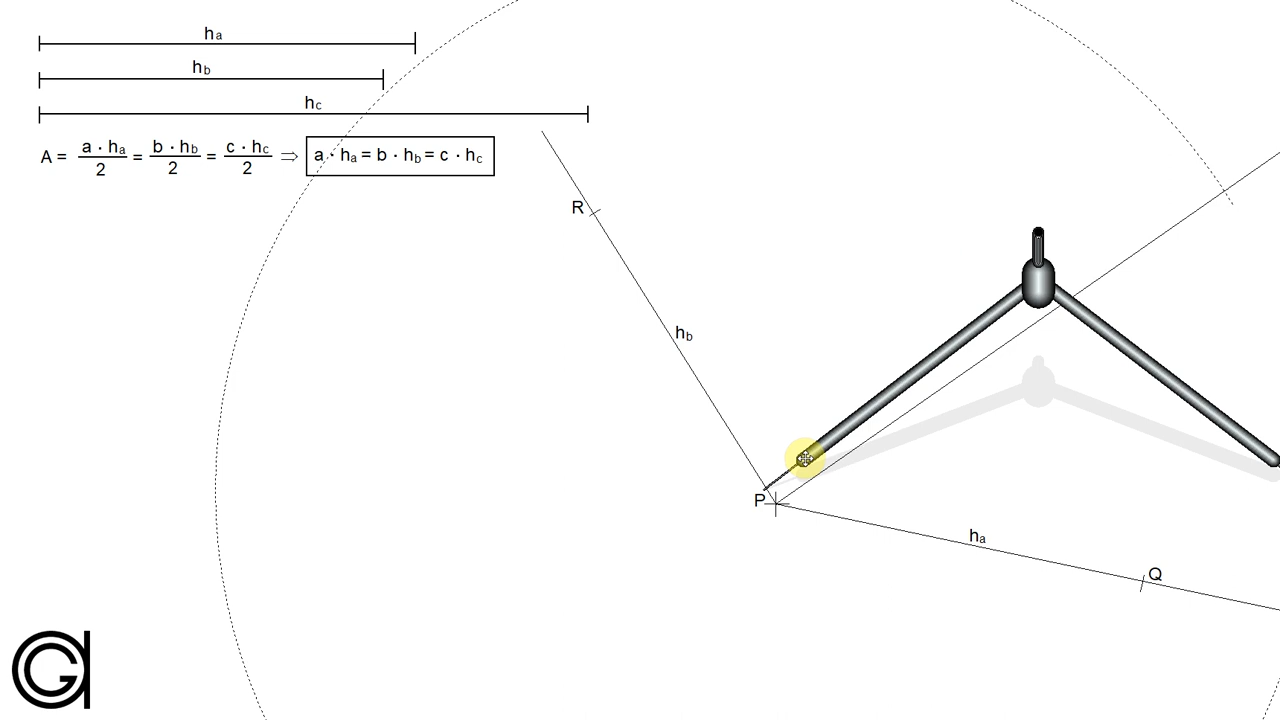 ha
hb
hc
A = a · ha / 2 = b · hb / 2 = c · hc / 2 ⇒ a · ha = b · hb = c · hc
R
hb
P
ha
Q